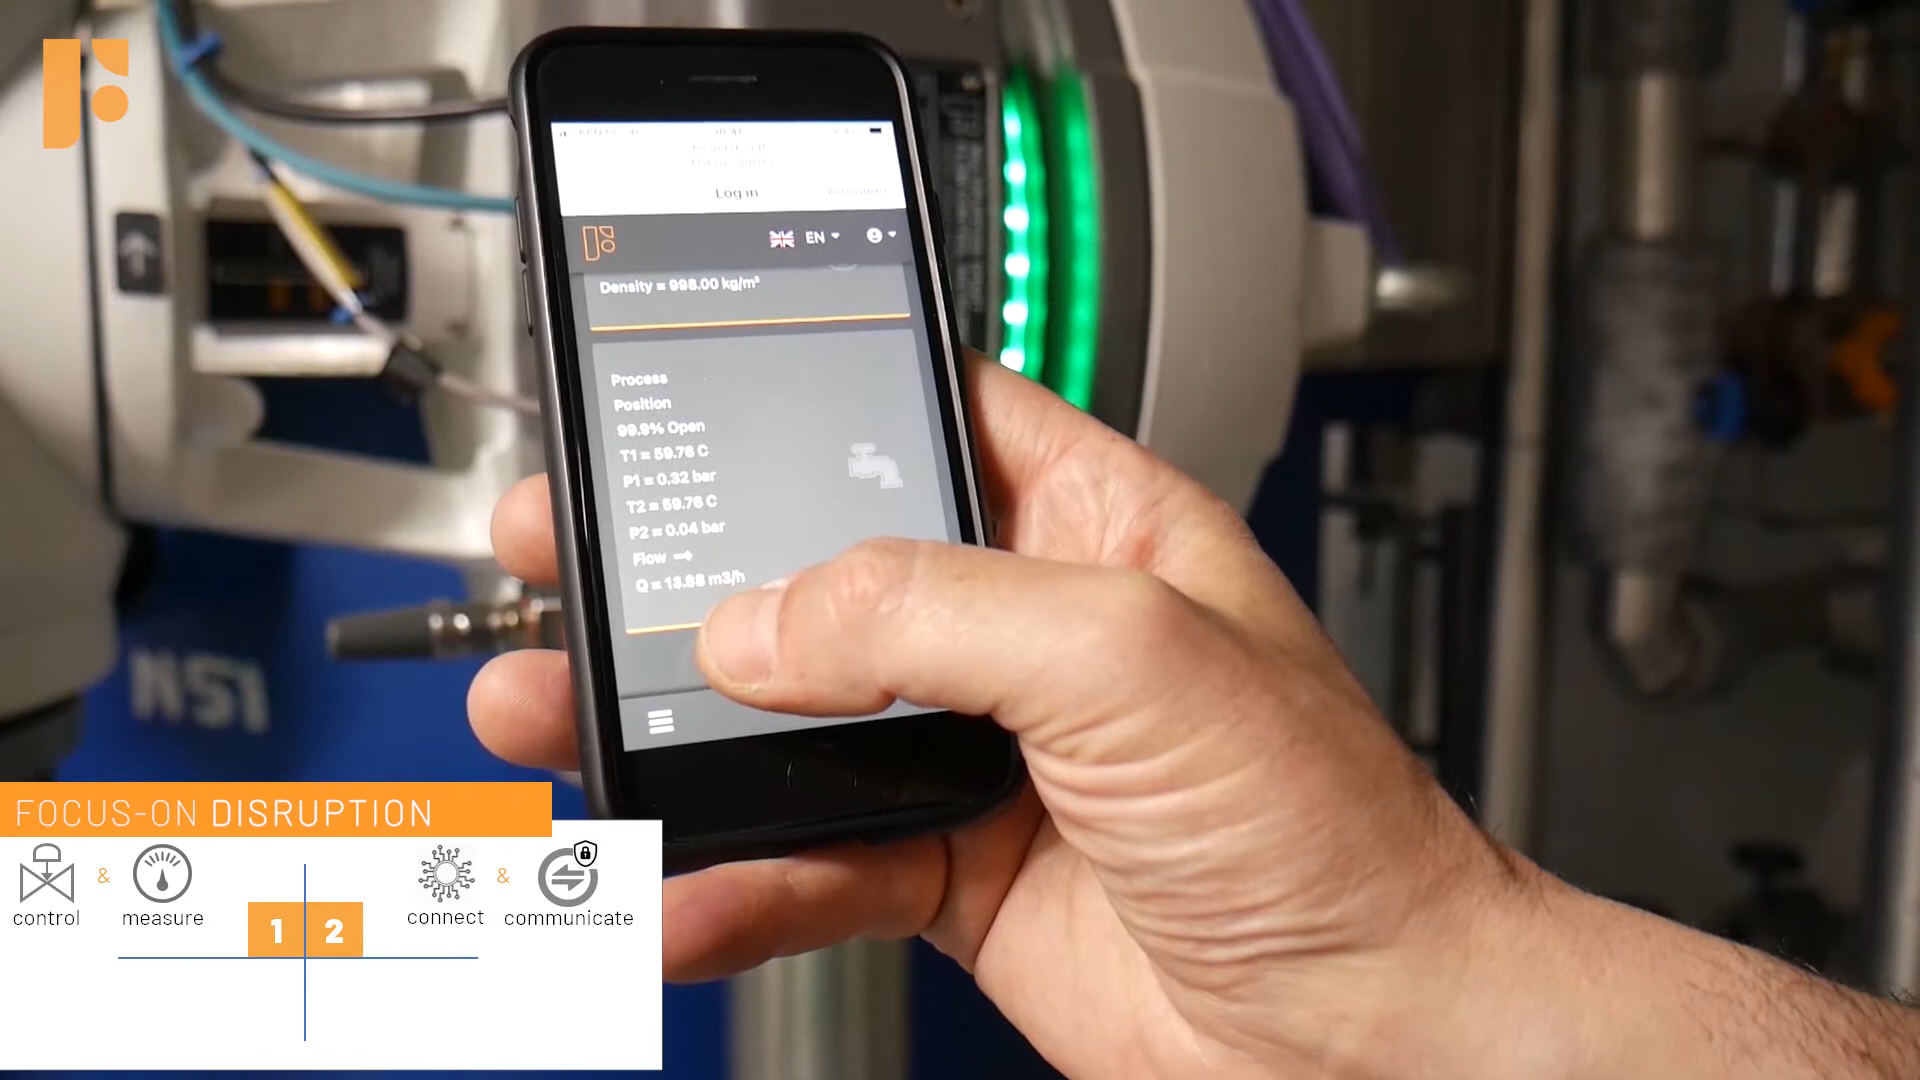 Log in
EN
Density = 998.00 kg/m³
Process
Position
99.9% Open
T1 = 59.76 C
P1 = 0.32 bar
T2 = 59.76 C
P2 = 0.04 bar
Flow →
Q = 13.88 m3/h
FOCUS-ON DISRUPTION
control & measure
1 2
connect & communicate